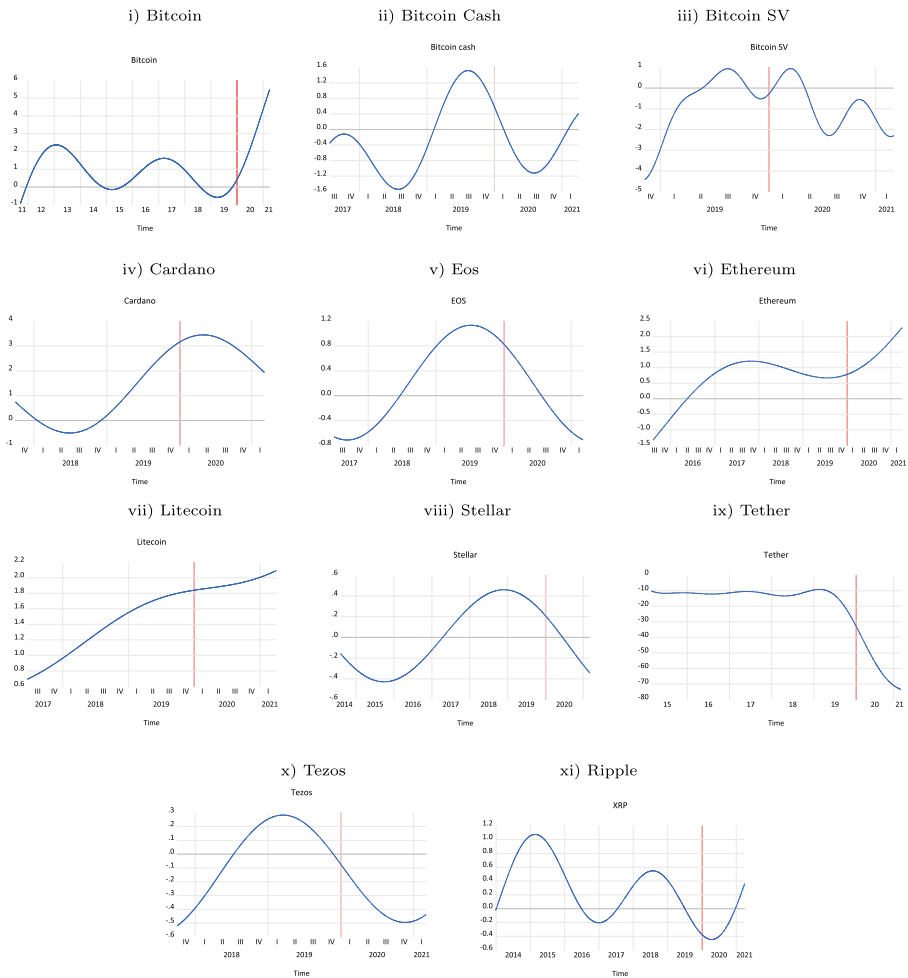 i) Bitcoin
Bitcoin
6
5
4
3
2
1
0
-1
11 12 13 14 15 16 17 18 19 20 21
Time
ii) Bitcoin Cash
Bitcoin cash
1.6
1.2
0.8
0.4
0.0
-0.4
-0.8
-1.2
-1.6
III IV I II III IV I II III IV I II III IV I
2017 2018 2019 2020 2021
Time
iii) Bitcoin SV
Bitcoin SV
1
0
-1
-2
-3
-4
-5
IV I II III IV I II III IV I
2019 2020 2021
Time
iv) Cardano
Cardano
4
3
2
1
0
-1
IV I II III IV I II III IV I II III IV I
2018 2019 2020
Time
v) Eos
EOS
1.2
0.8
0.4
0.0
-0.4
-0.8
III IV I II III IV I II III IV I II III IV I
2017 2018 2019 2020
Time
vi) Ethereum
Ethereum
2.5
2.0
1.5
1.0
0.5
0.0
-0.5
-1.0
-1.5
III IV I II III IV I II III IV I II III IV I II III IV I II III IV I
2016 2017 2018 2019 2020 2021
Time
vii) Litecoin
Litecoin
2.2
2.0
1.8
1.6
1.4
1.2
1.0
0.8
0.6
III IV I II III IV I II III IV I II III IV I
2017 2018 2019 2020 2021
Time
viii) Stellar
Stellar
.6
.4
.2
.0
-.2
-.4
-.6
2014 2015 2016 2017 2018 2019 2020
Time
ix) Tether
Tether
0
-10
-20
-30
-40
-50
-60
-70
-80
15 16 17 18 19 20 21
Time
x) Tezos
Tezos
.3
.2
.1
.0
-.1
-.2
-.3
-.4
-.5
-.6
IV I II III IV I II III IV I II III IV I
2018 2019 2020 2021
Time
xi) Ripple
XRP
1.2
1.0
0.8
0.6
0.4
0.2
0.0
-0.2
-0.4
-0.6
2014 2015 2016 2017 2018 2019 2020 2021
Time